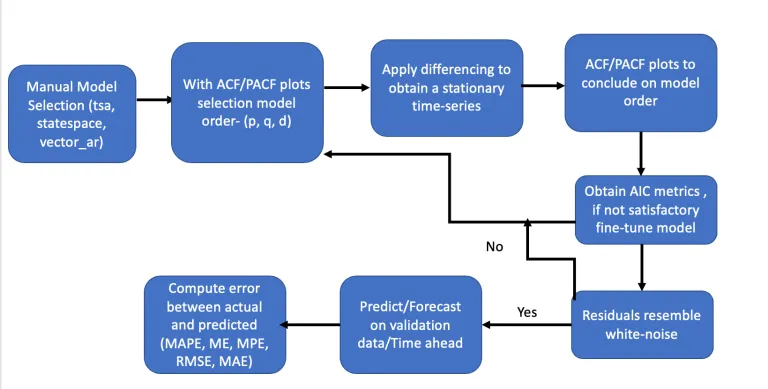 Manual Model
Selection (tsa,
statespace,
vector_ar)
With ACF/PACF plots
selection model
order- (p, q, d)
Apply differencing to
obtain a stationary
time-series
ACF/PACF plots to
conclude on model
order
Obtain AIC metrics ,
if not satisfactory
fine-tune model
No
Residuals resemble
white-noise
Yes
Predict/Forecast
on validation
data/Time ahead
Compute error
between actual
and predicted
(MAPE, ME, MPE,
RMSE, MAE)